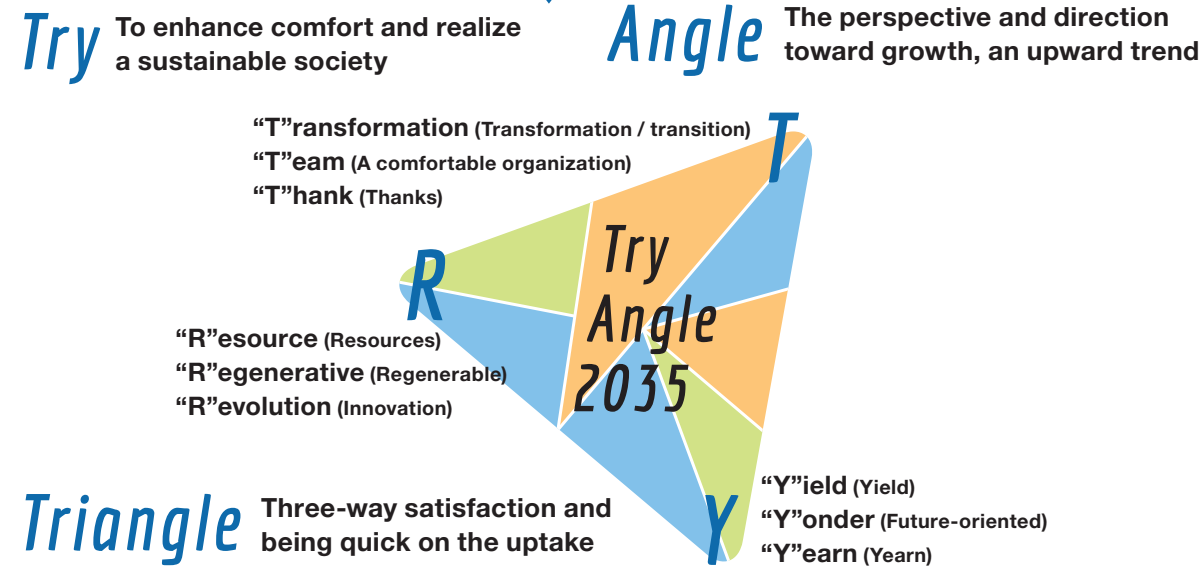 Try
To enhance comfort and realize
a sustainable society
Angle
The perspective and direction
toward growth, an upward trend
“T”ransformation (Transformation / transition)
“T”eam (A comfortable organization)
“T”hank (Thanks)
T
Try
Angle
2035
R
“R”esource (Resources)
“R”egenerative (Regenerable)
“R”evolution (Innovation)
Triangle
Three-way satisfaction and
being quick on the uptake
Y
“Y”ield (Yield)
“Y”onder (Future-oriented)
“Y”earn (Yearn)